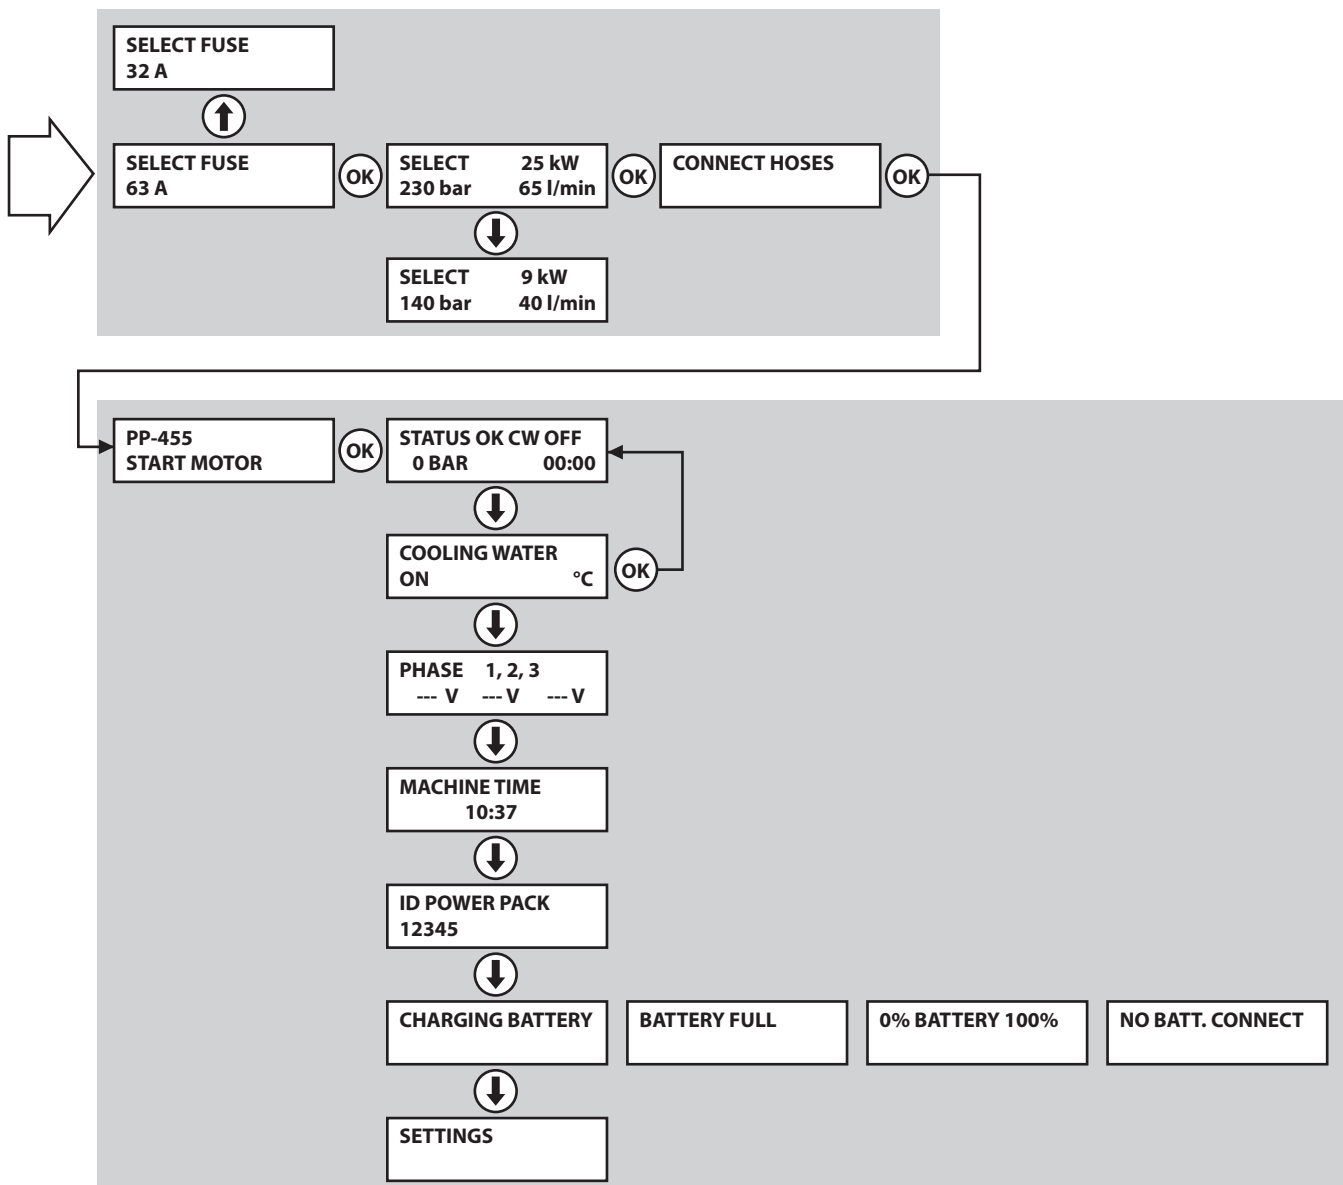 SELECT FUSE
32 A
SELECT FUSE
63 A
OK
SELECT 25 kW
230 bar 65 l/min
OK
CONNECT HOSES
OK
SELECT 9 kW
140 bar 40 l/min
PP-455
START MOTOR
OK
STATUS OK CW OFF
0 BAR 00:00
COOLING WATER
ON °C
OK
PHASE 1, 2, 3
--- V --- V --- V
MACHINE TIME
10:37
ID POWER PACK
12345
CHARGING BATTERY
BATTERY FULL
0% BATTERY 100%
NO BATT. CONNECT
SETTINGS